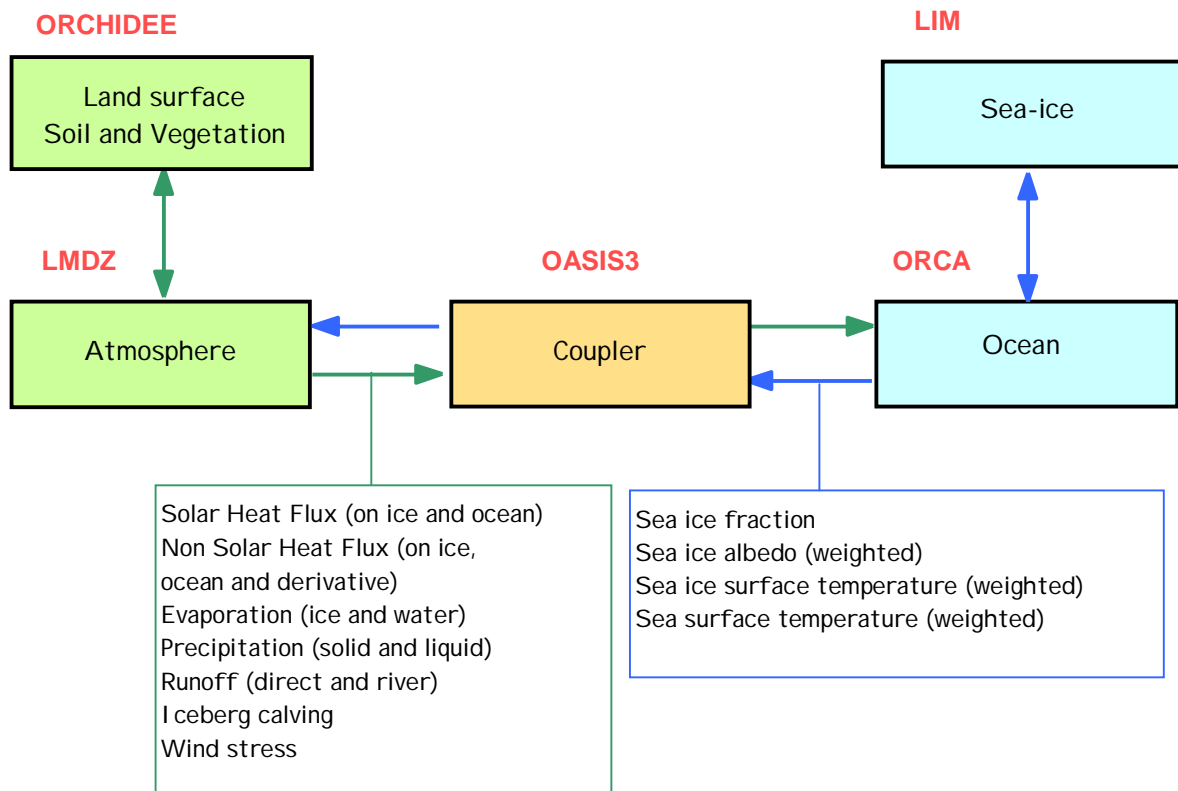 ORCHIDEE
LIM
Land surface
Soil and Vegetation
Sea-ice
LMDZ
OASIS3
ORCA
Atmosphere
Coupler
Ocean
Solar Heat Flux (on ice and ocean)
Non Solar Heat Flux (on ice,
ocean and derivative)
Evaporation (ice and water)
Precipitation (solid and liquid)
Runoff (direct and river)
Iceberg calving
Wind stress
Sea ice fraction
Sea ice albedo (weighted)
Sea ice surface temperature (weighted)
Sea surface temperature (weighted)